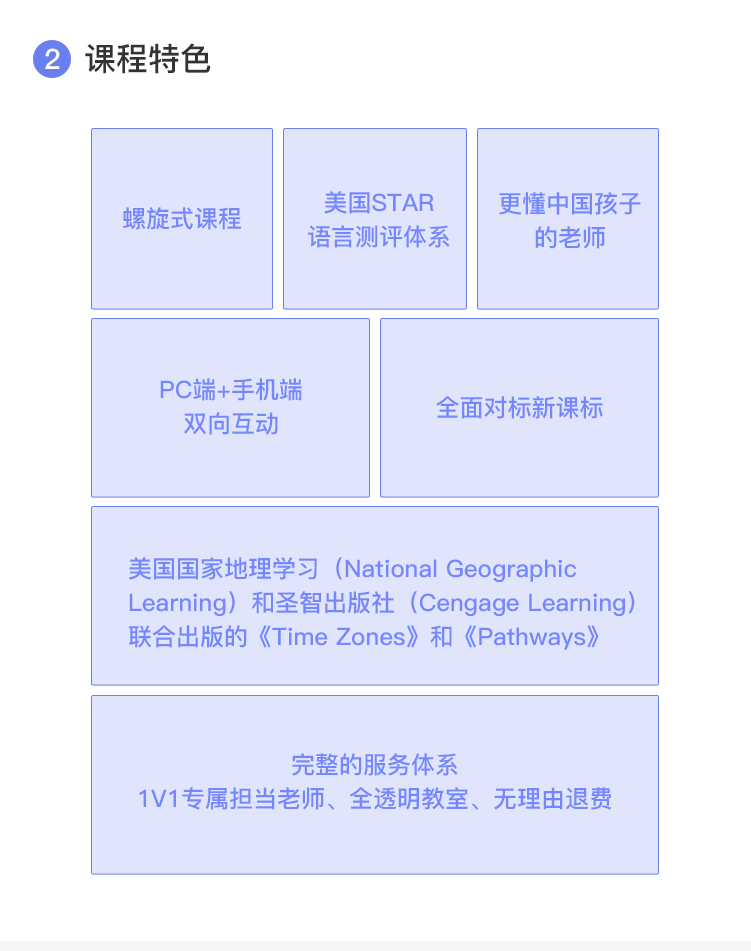 2 课程特色
螺旋式课程
美国STAR
语言测评体系
更懂中国孩子
的老师
PC端+手机端
双向互动
全面对标新课标
美国国家地理学习（National Geographic
Learning）和圣智出版社（Cengage Learning）
联合出版的《Time Zones》和《Pathways》
完整的服务体系
1V1专属担当老师、全透明教室、无理由退费